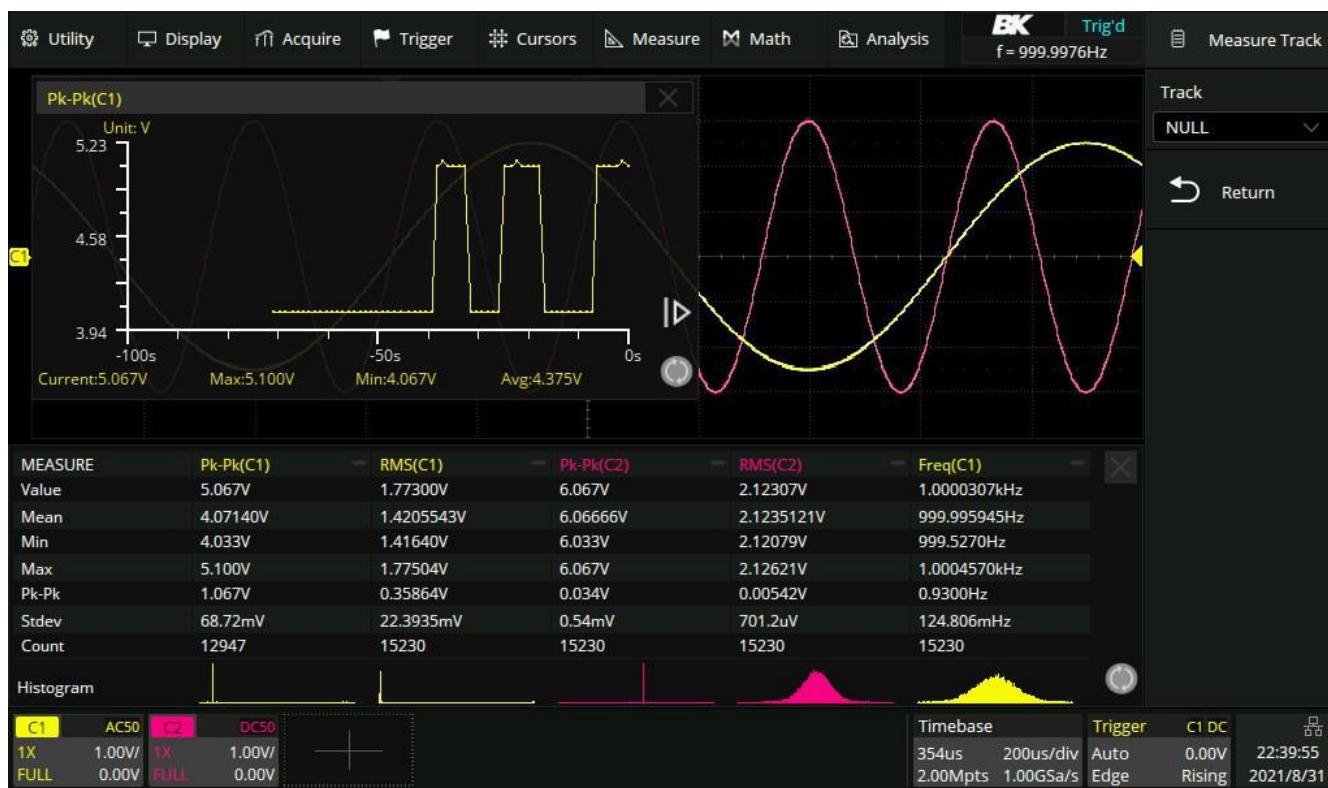 Utility Display Acquire Trigger Cursors Measure Math Analysis BK Trig'd
f = 999.9976Hz
Measure Track
Track
NULL
Return
Pk-Pk(C1)
Unit: V
5.23
4.58
3.94
-100s -50s 0s
Current:5.067V Max:5.100V Min:4.067V Avg:4.375V
C1
MEASURE Pk-Pk(C1) RMS(C1) Pk-Pk(C2) RMS(C2) Freq(C1)
Value 5.067V 1.77300V 6.067V 2.12307V 1.0000307kHz
Mean 4.07140V 1.4205543V 6.06666V 2.1235121V 999.995945Hz
Min 4.033V 1.41640V 6.033V 2.12079V 999.5270Hz
Max 5.100V 1.77504V 6.067V 2.12621V 1.0004570kHz
Pk-Pk 1.067V 0.35864V 0.034V 0.00542V 0.9300Hz
Stdev 68.72mV 22.3935mV 0.54mV 701.2uV 124.806mHz
Count 12947 15230 15230 15230 15230
Histogram
C1 AC50 C2 DC50 Timebase Trigger C1 DC
1X 1.00V/ 1X 1.00V/ 354us 200us/div Auto 0.00V 22:39:55
FULL 0.00V FULL 0.00V 2.00Mpts 1.00GSa/s Edge Rising 2021/8/31